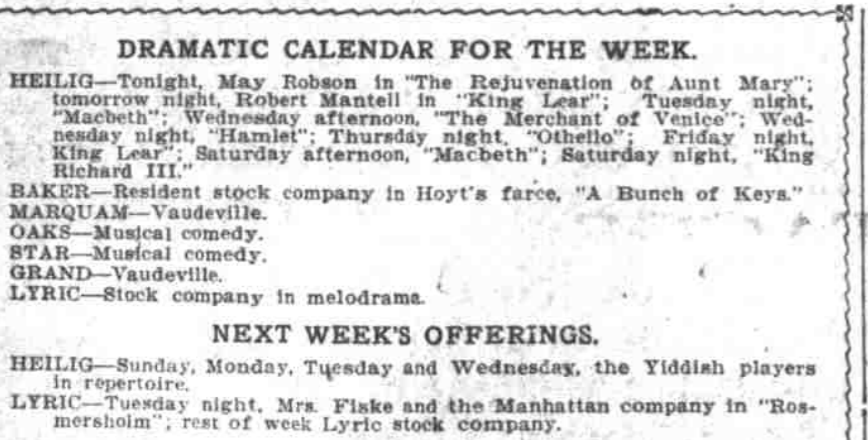 DRAMATIC CALENDAR FOR THE WEEK.
HEILIG—Tonight, May Robson in "The Rejuvenation of Aunt Mary";
tomorrow night, Robert Mantell in "King Lear"; Tuesday night,
"Macbeth"; Wednesday afternoon, "The Merchant of Venice"; Wed-
nesday night, "Hamlet"; Thursday night, "Othello"; Friday night,
King Lear"; Saturday afternoon, "Macbeth"; Saturday night, "King
Richard III."
BAKER—Resident stock company in Hoyt's farce, "A Bunch of Keys."
MARQUAM—Vaudeville.
OAKS—Musical comedy.
STAR—Musical comedy.
GRAND—Vaudeville.
LYRIC—Stock company in melodrama.
NEXT WEEK'S OFFERINGS.
HEILIG—Sunday, Monday, Tuesday and Wednesday, the Yiddish players
in repertoire.
LYRIC—Tuesday night, Mrs. Fiske and the Manhattan company in "Ros-
mersholm"; rest of week Lyric stock company.